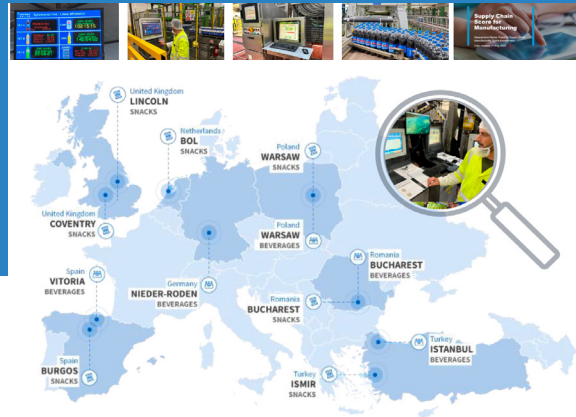 Supply Chain
Score for
Manufacturing
United Kingdom
LINCOLN
SNACKS
Netherlands
BOL
SNACKS
Poland
WARSAW
SNACKS
United Kingdom
COVENTRY
SNACKS
Poland
WARSAW
BEVERAGES
Romania
BUCHAREST
BEVERAGES
Spain
VITORIA
BEVERAGES
Germany
NIEDER-RODEN
BEVERAGES
Romania
BUCHAREST
SNACKS
Turkey
ISTANBUL
BEVERAGES
Spain
BURGOS
SNACKS
Turkey
ISMIR
SNACKS